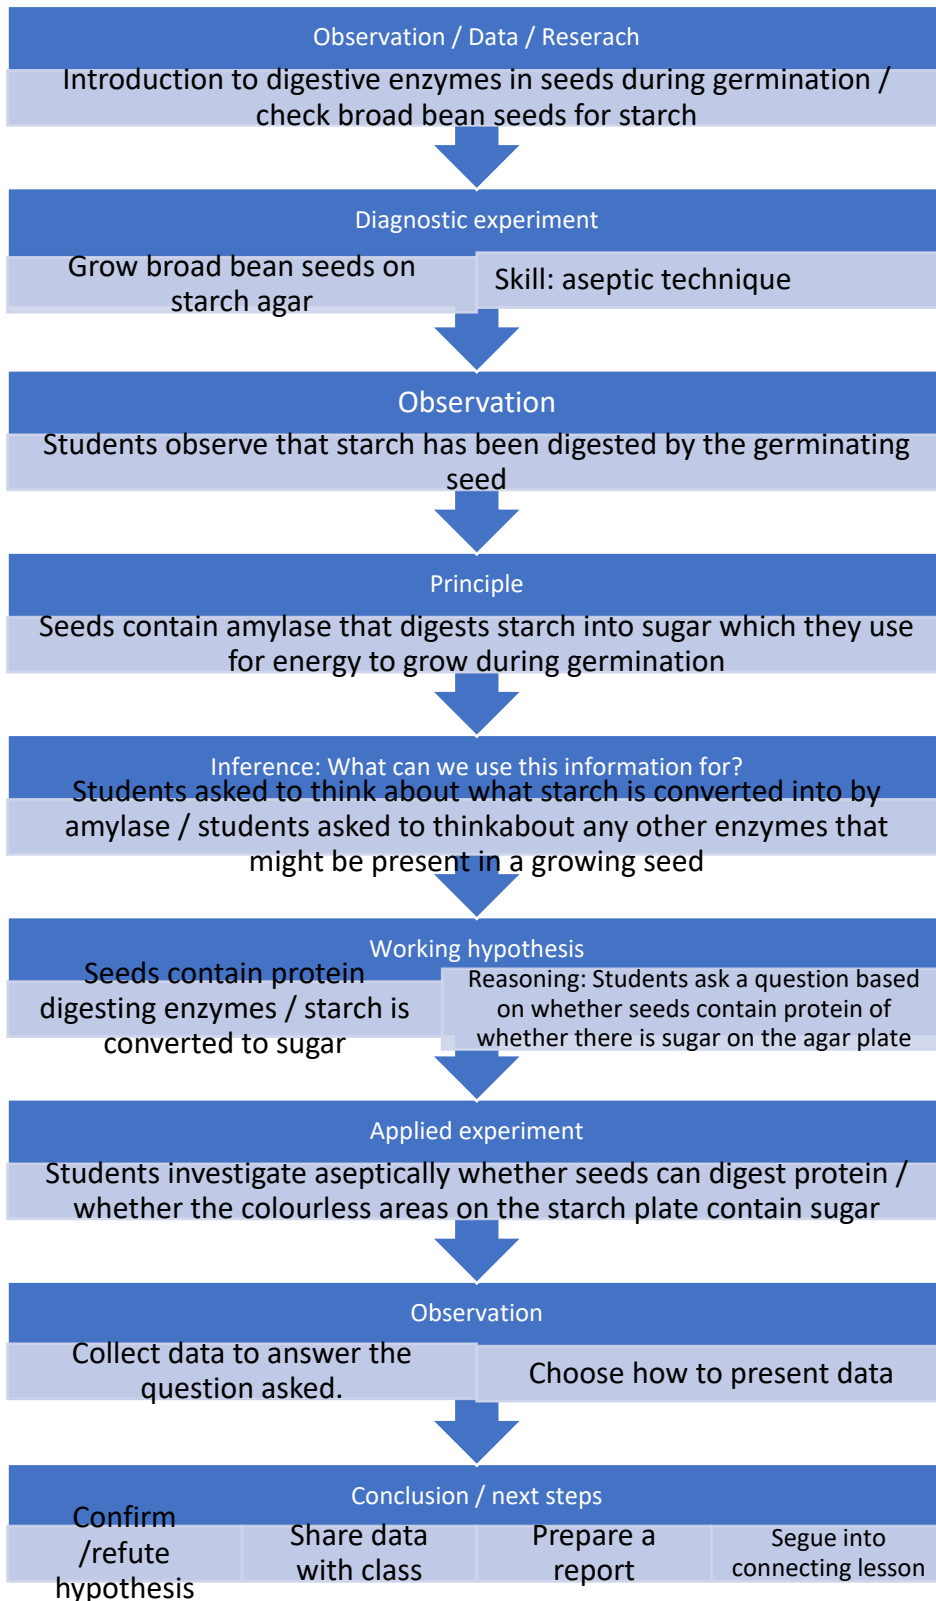 Observation / Data / Reserach
Introduction to digestive enzymes in seeds during germination /
check broad bean seeds for starch
Diagnostic experiment
Grow broad bean seeds on
starch agar
Skill: aseptic technique
Observation
Students observe that starch has been digested by the germinating
seed
Principle
Seeds contain amylase that digests starch into sugar which they use
for energy to grow during germination
Inference: What can we use this information for?
Students asked to think about what starch is converted into by
amylase / students asked to thinkabout any other enzymes that
might be present in a growing seed
Working hypothesis
Seeds contain protein
digesting enzymes / starch is
converted to sugar
Reasoning: Students ask a question based
on whether seeds contain protein of
whether there is sugar on the agar plate
Applied experiment
Students investigate aseptically whether seeds can digest protein /
whether the colourless areas on the starch plate contain sugar
Observation
Collect data to answer the
question asked.
Choose how to present data
Conclusion / next steps
Confirm
/refute
hypothesis
Share data
with class
Prepare a
report
Segue into
connecting lesson